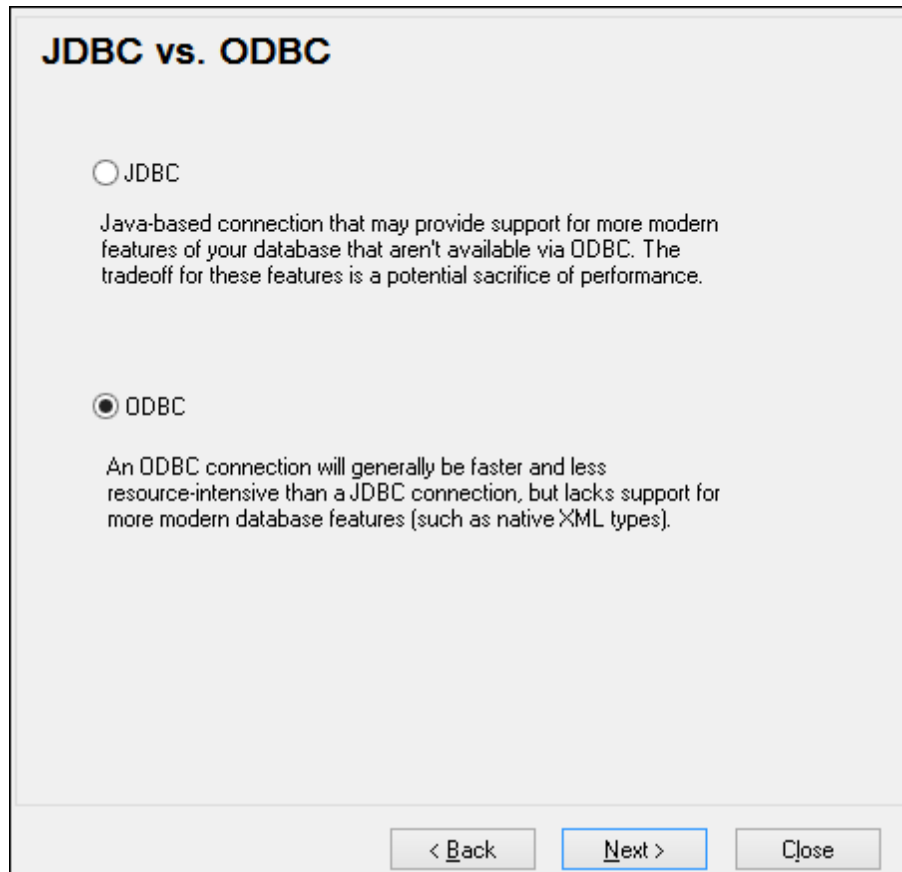 JDBC vs. ODBC
JDBC
Java-based connection that may provide support for more modern
features of your database that aren't available via ODBC. The
tradeoff for these features is a potential sacrifice of performance.
ODBC
An ODBC connection will generally be faster and less
resource-intensive than a JDBC connection, but lacks support for
more modern database features (such as native XML types).
< Back
Next >
Close